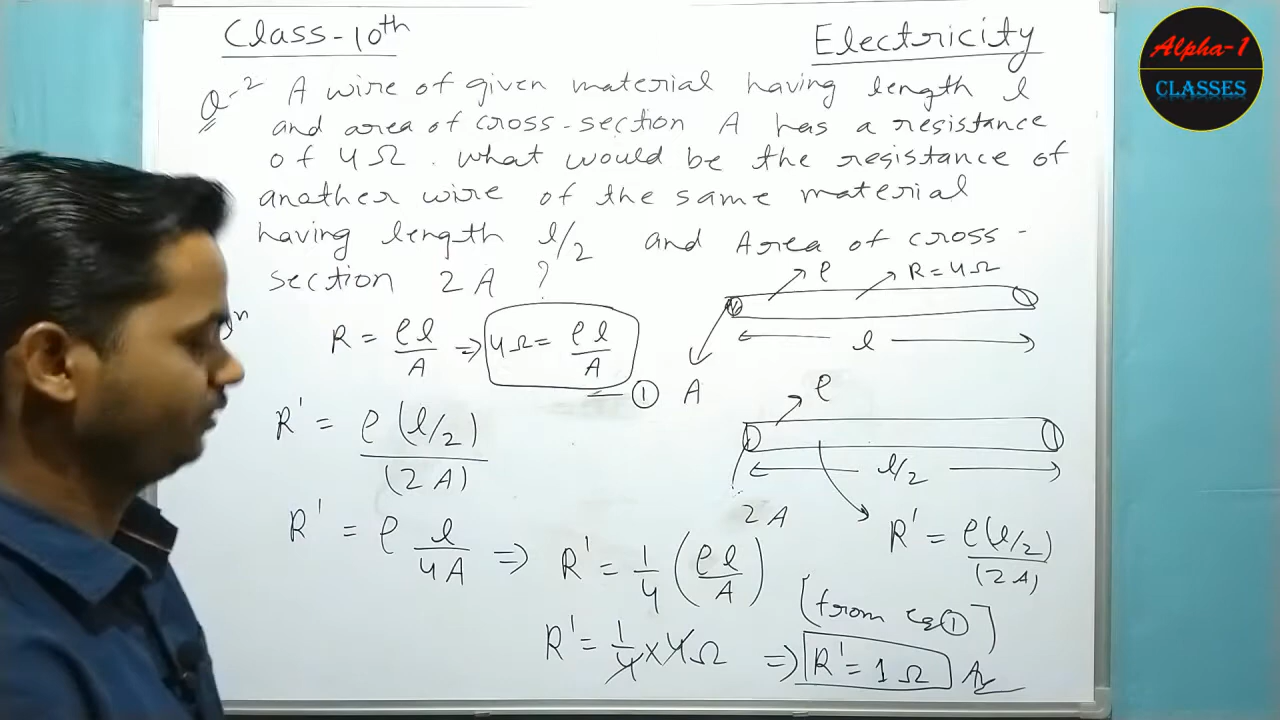 Class-10th
Electricity
Alpha-1
CLASSES
Q-2 A wire of given material having length l
and area of cross-section A has a resistance
of 4Ω. What would be the resistance of
another wire of the same material
having length l/2 and Area of cross-
section 2A ?
ρ
R=4Ω
l
A
R = ρl/A ⇒ 4Ω = ρl/A
①
R' = ρ(l/2)/(2A)
ρ
l/2
2A
R' = ρ(l/2)/(2A)
R' = ρ l/4A ⇒ R' = 1/4 (ρl/A)
[from eq ①]
R' = 1/4 × 4Ω ⇒ R' = 1Ω